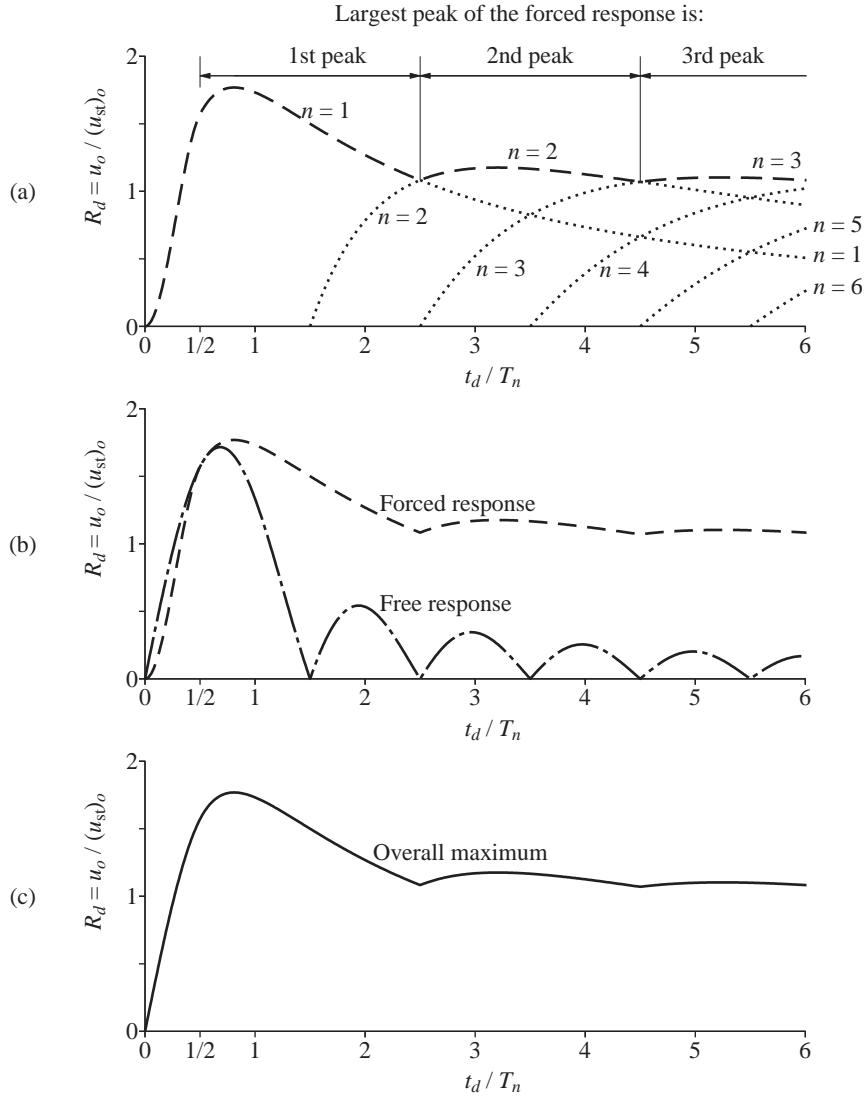 Largest peak of the forced response is:
1st peak
2nd peak
3rd peak
2
1
0
R_d = u_o / (u_st)_o
(a)
n = 1
n = 2
n = 3
n = 2
n = 3
n = 4
n = 5
n = 1
n = 6
0 1/2 1 2 3 4 5 6
t_d / T_n
2
1
0
R_d = u_o / (u_st)_o
(b)
Forced response
Free response
0 1/2 1 2 3 4 5 6
t_d / T_n
2
1
0
R_d = u_o / (u_st)_o
(c)
Overall maximum
0 1/2 1 2 3 4 5 6
t_d / T_n